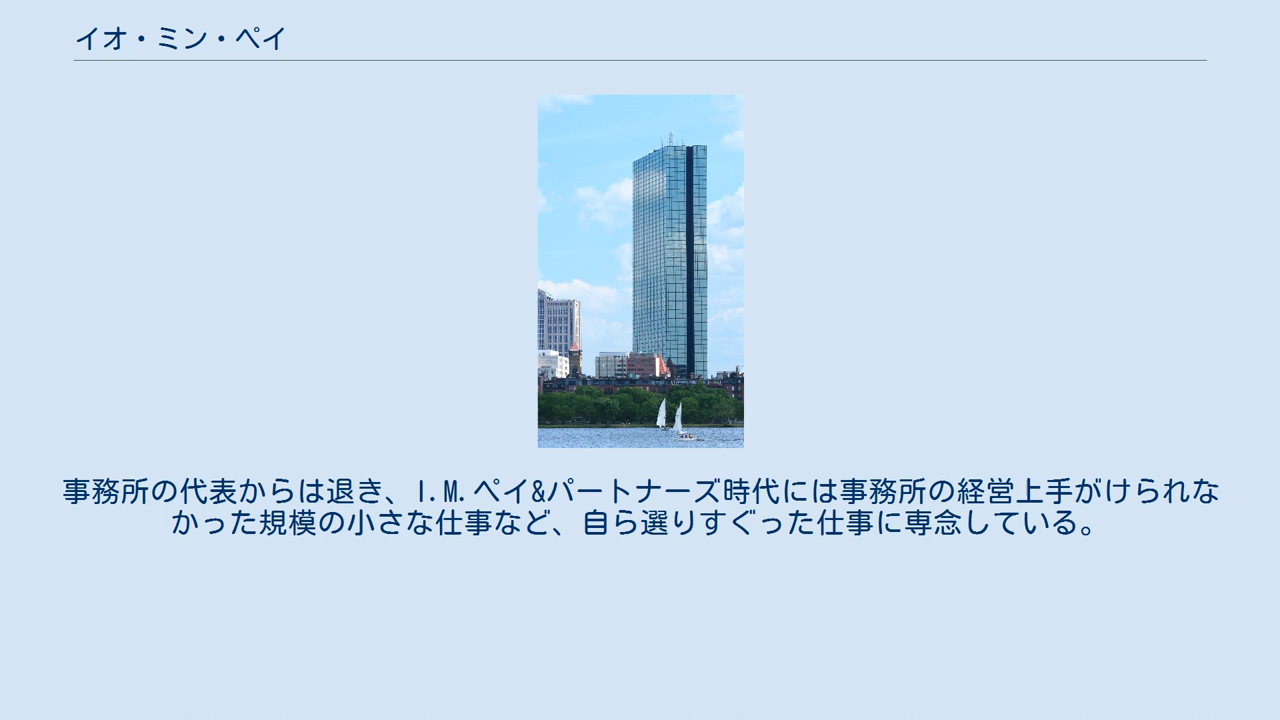 イオ・ミン・ペイ
事務所の代表からは退き、I.M.ペイ&パートナーズ時代には事務所の経営上手がけられな
かった規模の小さな仕事など、自ら選りすぐった仕事に専念している。